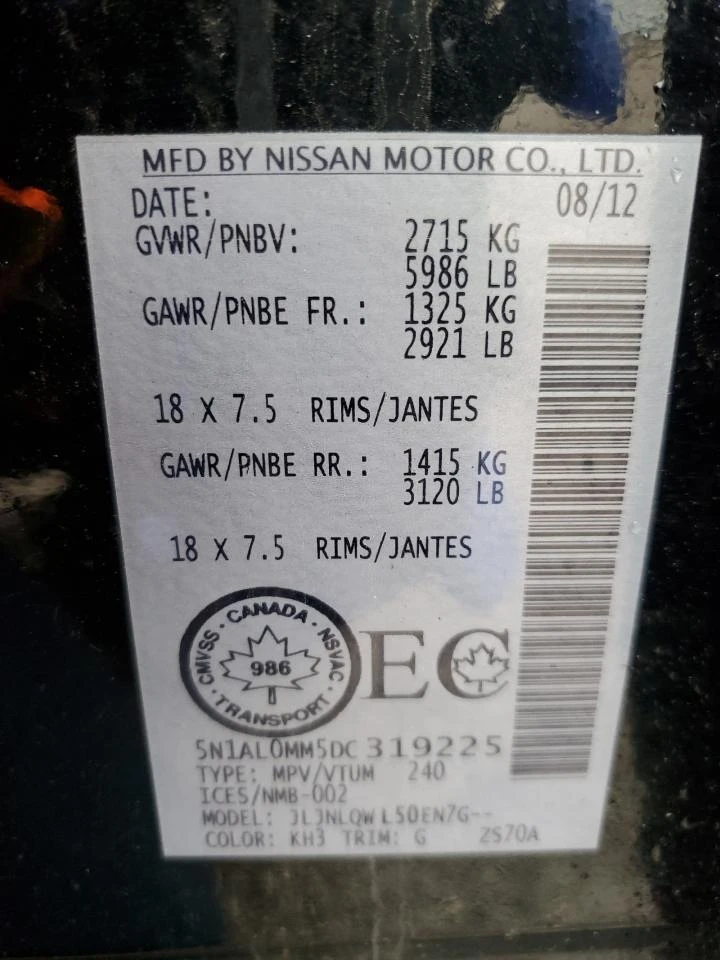 MFD BY NISSAN MOTOR CO., LTD.
DATE: 08/12
GVWR/PNBV: 2715 KG
5986 LB
GAWR/PNBE FR.: 1325 KG
2921 LB
18 X 7.5 RIMS/JANTES
GAWR/PNBE RR.: 1415 KG
3120 LB
18 X 7.5 RIMS/JANTES
CMVSS · CANADA · NSVAC · TRANSPORT ·
986
EC
5N1AL0MM5DC319225
TYPE: MPV/VTUM 240
ICES/NMB-002
MODEL: JLJNLQWL50EN7G--
COLOR: KH3 TRIM: G 2S70A